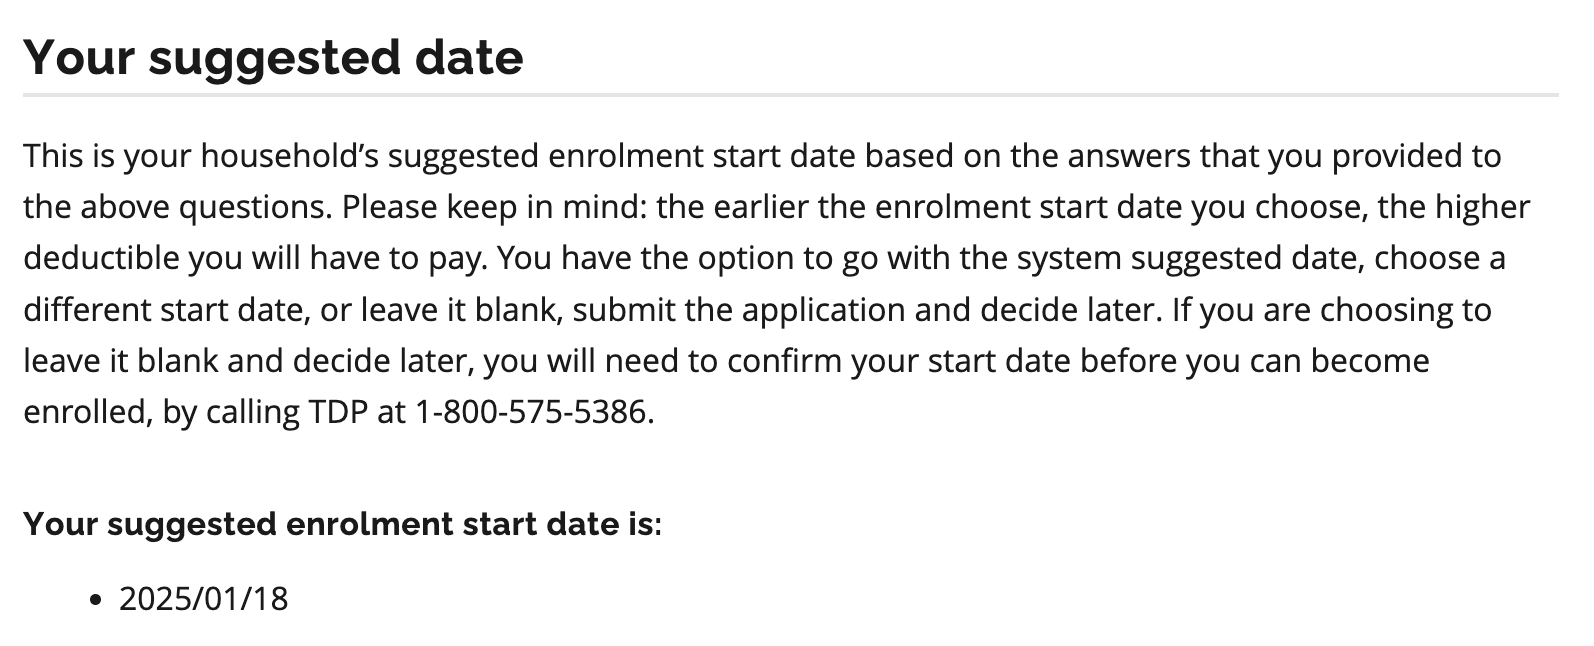 Your suggested date
This is your household’s suggested enrolment start date based on the answers that you provided to
the above questions. Please keep in mind: the earlier the enrolment start date you choose, the higher
deductible you will have to pay. You have the option to go with the system suggested date, choose a
different start date, or leave it blank, submit the application and decide later. If you are choosing to
leave it blank and decide later, you will need to confirm your start date before you can become
enrolled, by calling TDP at 1-800-575-5386.
Your suggested enrolment start date is:
• 2025/01/18